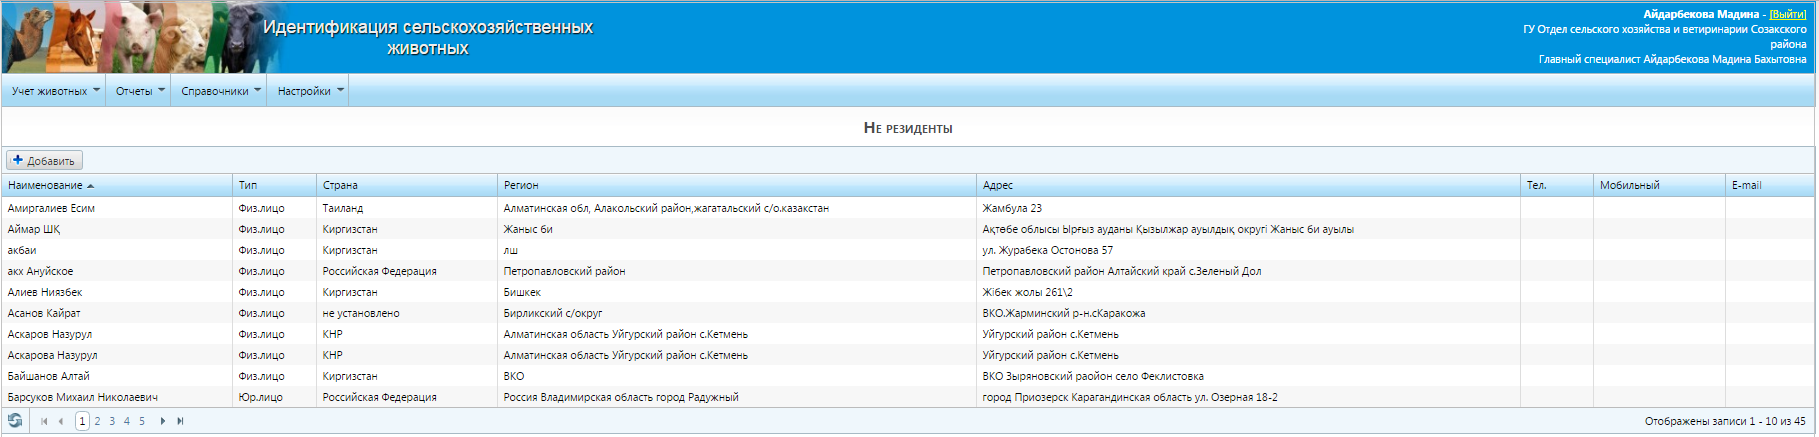 Идентификация сельскохозяйственных
животных
Айдарбекова Мадина - [Выйти]
ГУ Отдел сельского хозяйства и ветиринарии Созакского
района
Главный специалист Айдарбекова Мадина Бахытовна
Учет животных Отчеты Справочники Настройки
Не резиденты
Добавить
Наименование Тип Страна Регион Адрес Тел. Мобильный E-mail
Амиргалиев Есим Физ.лицо Таиланд Алматинская обл, Алакольский район,жагатальский с/о.казакстан Жамбула 23
Аймар ШҚ Физ.лицо Киргизстан Жаныс би Ақтөбе облысы Ырғыз ауданы Қызылжар ауылдық округі Жаныс би ауылы
акбаи Физ.лицо Киргизстан лш ул. Журабека Остонова 57
акх Ануйское Физ.лицо Российская Федерация Петропавловский район Петропавловский район Алтайский край с.Зеленый Дол
Алиев Ниязбек Физ.лицо Киргизстан Бишкек Жібек жолы 261\2
Асанов Кайрат Физ.лицо не установлено Бирликский с/округ ВКО.Жарминский р-н.сКаракожа
Аскаров Назурул Физ.лицо КНР Алматинская область Уйгурский район с.Кетмень Уйгурский район с.Кетмень
Аскарова Назурул Физ.лицо КНР Алматинская область Уйгурский район с.Кетмень Уйгурский район с.Кетмень
Байшанов Алтай Физ.лицо Киргизстан ВКО ВКО Зыряновский раойон село Феклистовка
Барсуков Михаил Николаевич Юр.лицо Российская Федерация Россия Владимирская область город Радужный город Приозерск Карагандинская область ул. Озерная 18-2
1 2 3 4 5 Отображены записи 1 - 10 из 45